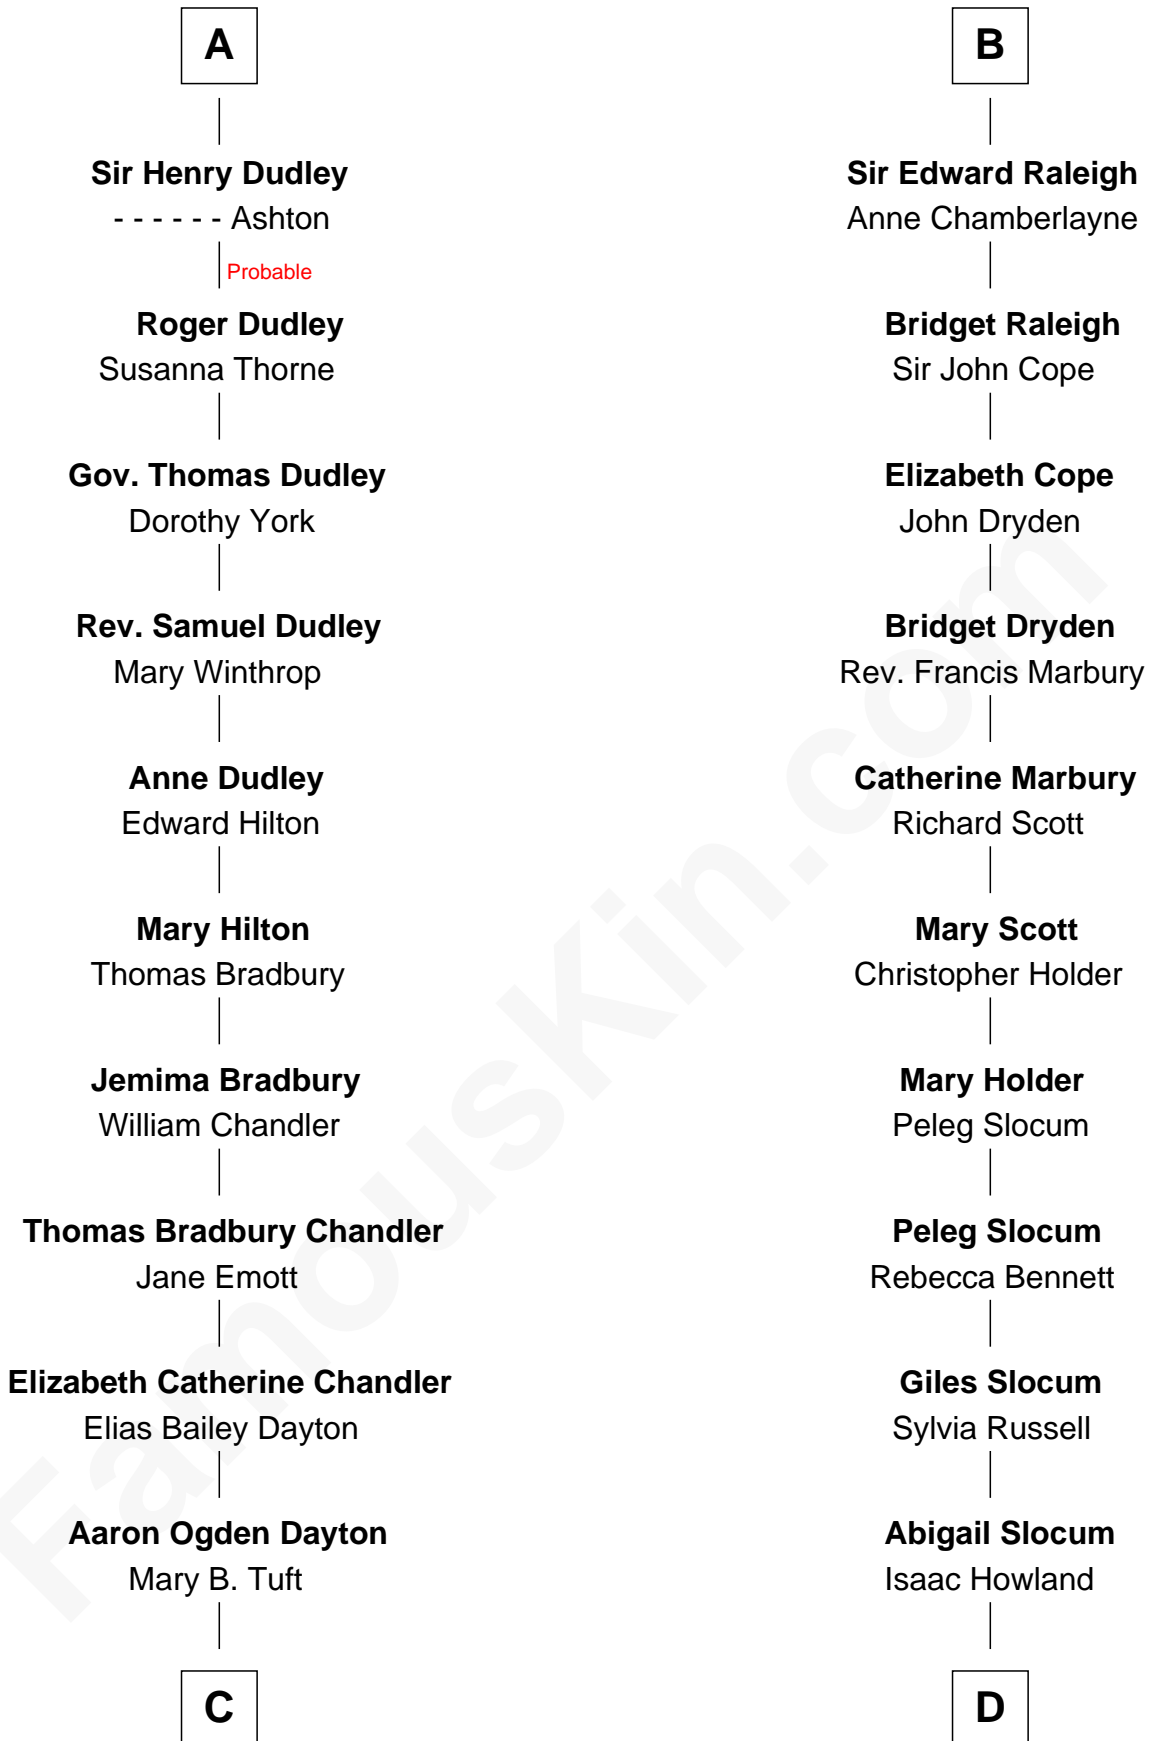 A
Sir Henry Dudley
- - - - - - Ashton
Probable
Roger Dudley
Susanna Thorne
Gov. Thomas Dudley
Dorothy York
Rev. Samuel Dudley
Mary Winthrop
Anne Dudley
Edward Hilton
Mary Hilton
Thomas Bradbury
Jemima Bradbury
William Chandler
Thomas Bradbury Chandler
Jane Emott
Elizabeth Catherine Chandler
Elias Bailey Dayton
Aaron Ogden Dayton
Mary B. Tuft
C
B
Sir Edward Raleigh
Anne Chamberlayne
Bridget Raleigh
Sir John Cope
Elizabeth Cope
John Dryden
Bridget Dryden
Rev. Francis Marbury
Catherine Marbury
Richard Scott
Mary Scott
Christopher Holder
Mary Holder
Peleg Slocum
Peleg Slocum
Rebecca Bennett
Giles Slocum
Sylvia Russell
Abigail Slocum
Isaac Howland
D
FamousKin.com